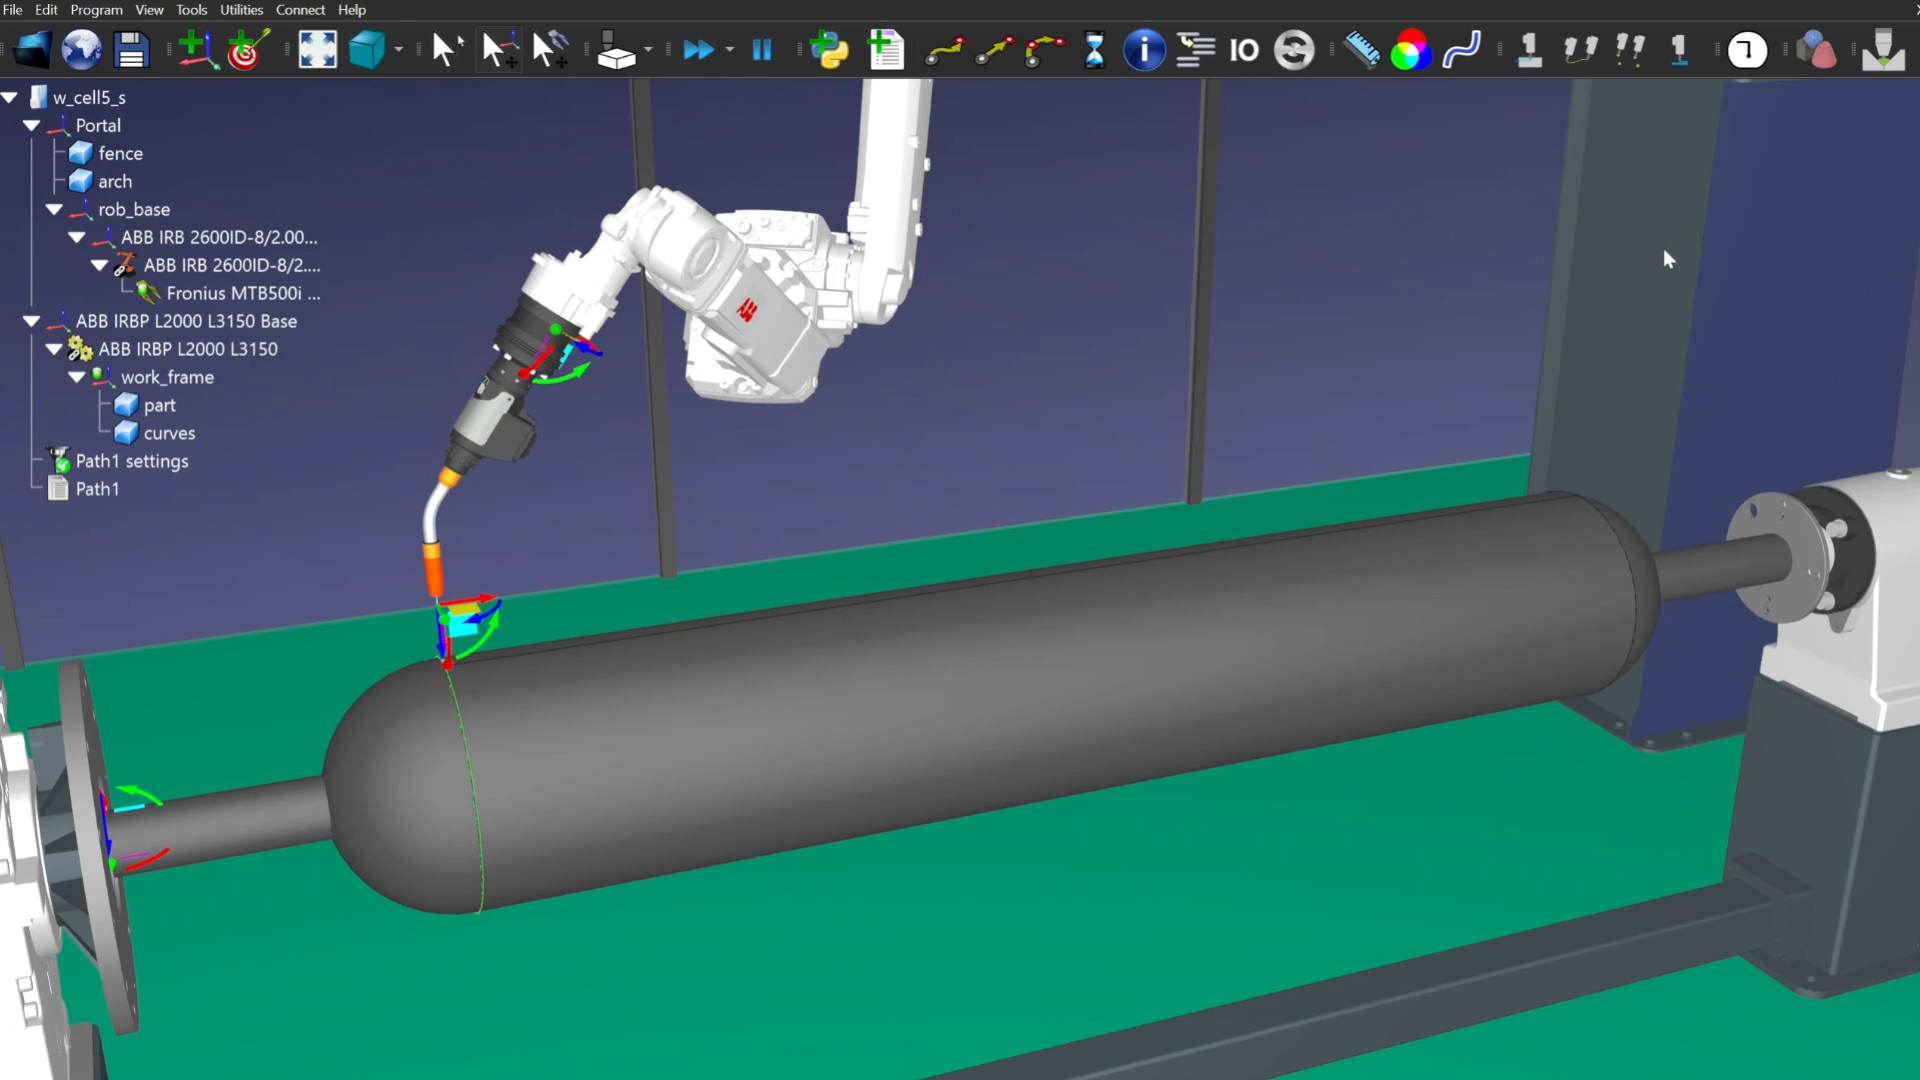 File Edit Program View Tools Utilities Connect Help
IO
w_cell5_s
Portal
fence
arch
rob_base
ABB IRB 2600ID-8/2.00...
ABB IRB 2600ID-8/2....
Fronius MTB500i ...
ABB IRBP L2000 L3150 Base
ABB IRBP L2000 L3150
work_frame
part
curves
Path1 settings
Path1
ABB